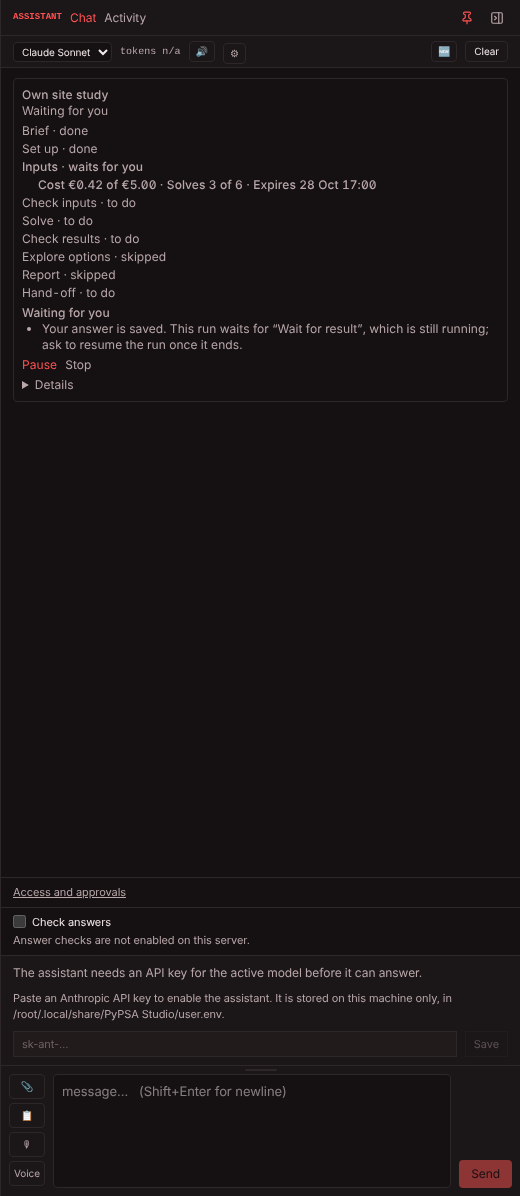 ASSISTANT Chat Activity
Claude Sonnet tokens n/a Clear
Own site study
Waiting for you
Brief · done
Set up · done
Inputs · waits for you
Cost €0.42 of €5.00 · Solves 3 of 6 · Expires 28 Oct 17:00
Check inputs · to do
Solve · to do
Check results · to do
Explore options · skipped
Report · skipped
Hand-off · to do
Waiting for you
• Your answer is saved. This run waits for “Wait for result”, which is still running;
ask to resume the run once it ends.
Pause Stop
Details
Access and approvals
Check answers
Answer checks are not enabled on this server.
The assistant needs an API key for the active model before it can answer.
Paste an Anthropic API key to enable the assistant. It is stored on this machine only, in
/root/.local/share/PyPSA Studio/user.env.
sk-ant-... Save
message... (Shift+Enter for newline)
Voice
Send